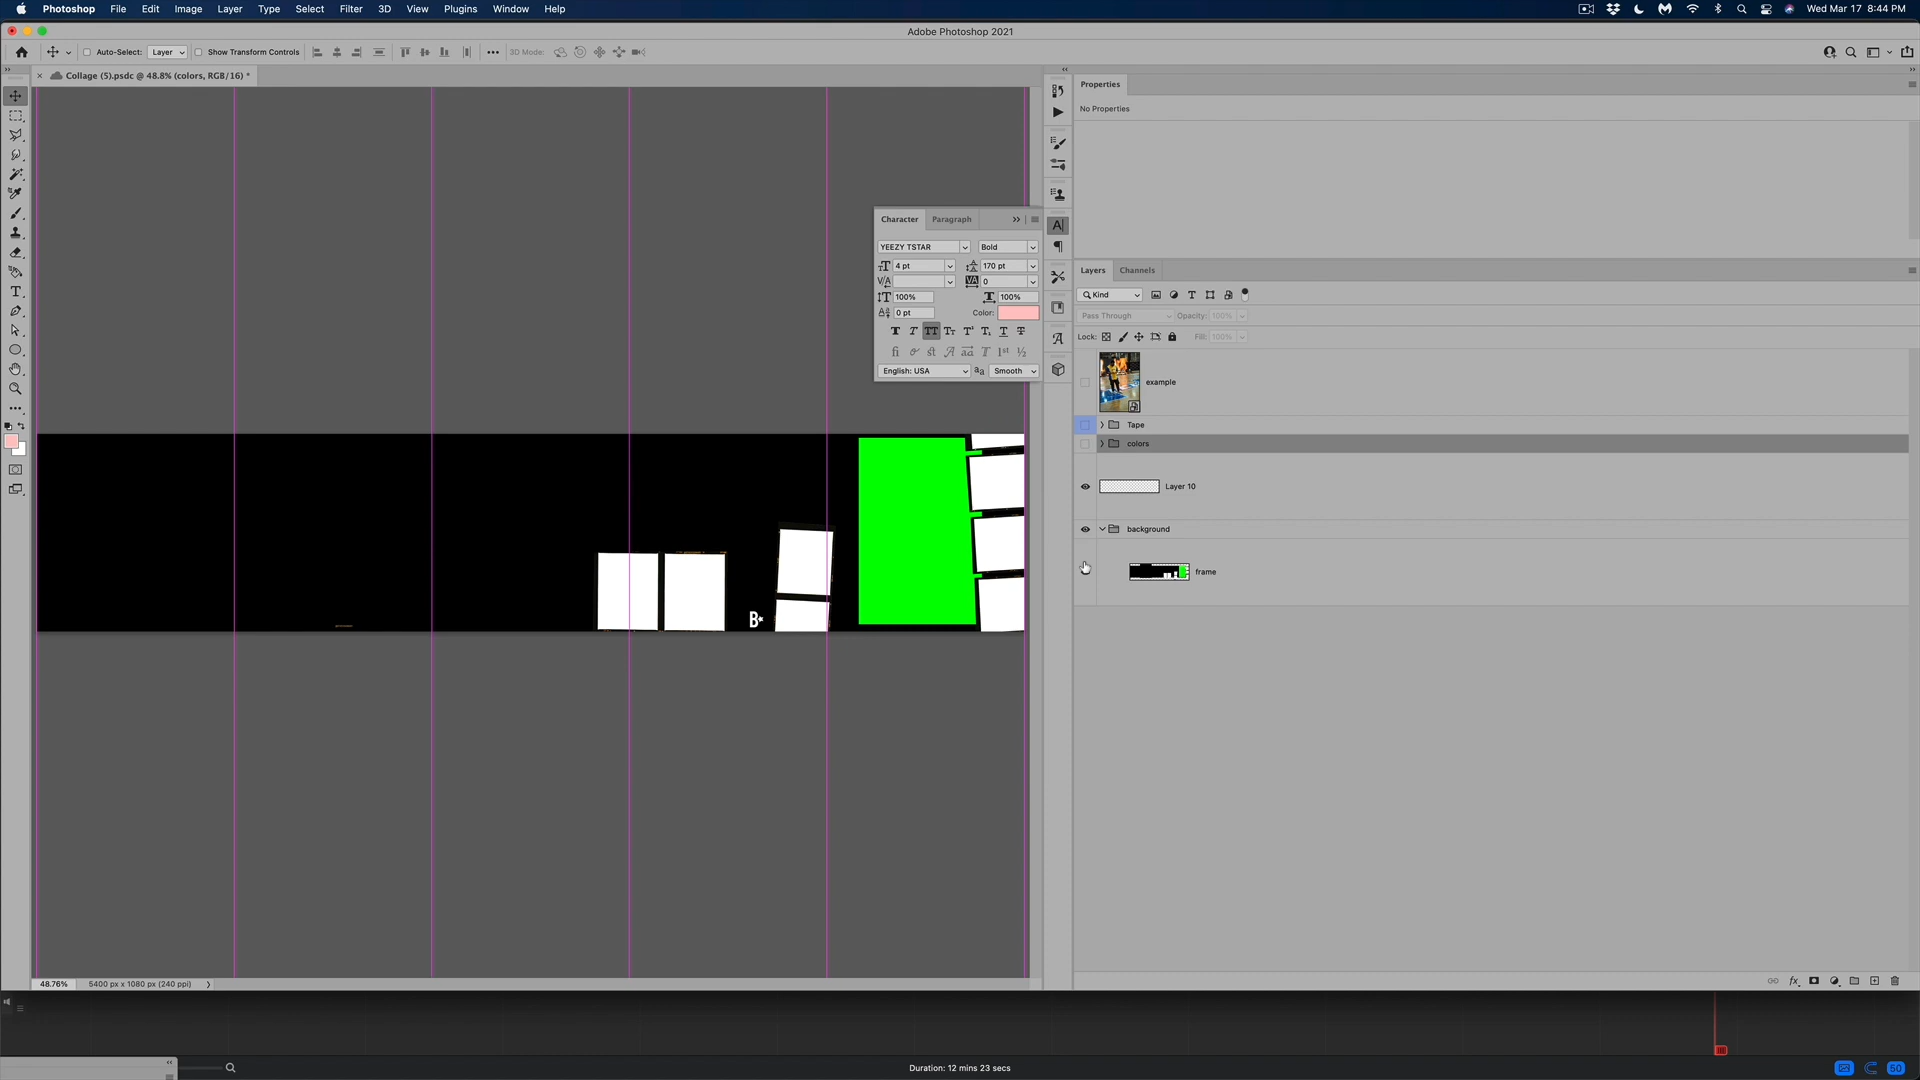 Photoshop File Edit Image Layer Type Select Filter 3D View Plugins Window Help
Wed Mar 17 8:44 PM
Adobe Photoshop 2021
Auto-Select: Layer Show Transform Controls
3D Mode:
Collage (5).psdc @ 48.8% (colors, RGB/16) *
Properties
No Properties
Character Paragraph
YEEZY TSTAR Bold
4 pt 170 pt
0
100% 100%
0 pt Color:
English: USA Smooth
Layers Channels
Kind
Pass Through Opacity: 100%
Lock: Fill: 100%
example
Tape
colors
Layer 10
background
frame
B*
48.76% 5400 px x 1080 px (240 ppi)
Duration: 12 mins 23 secs
50